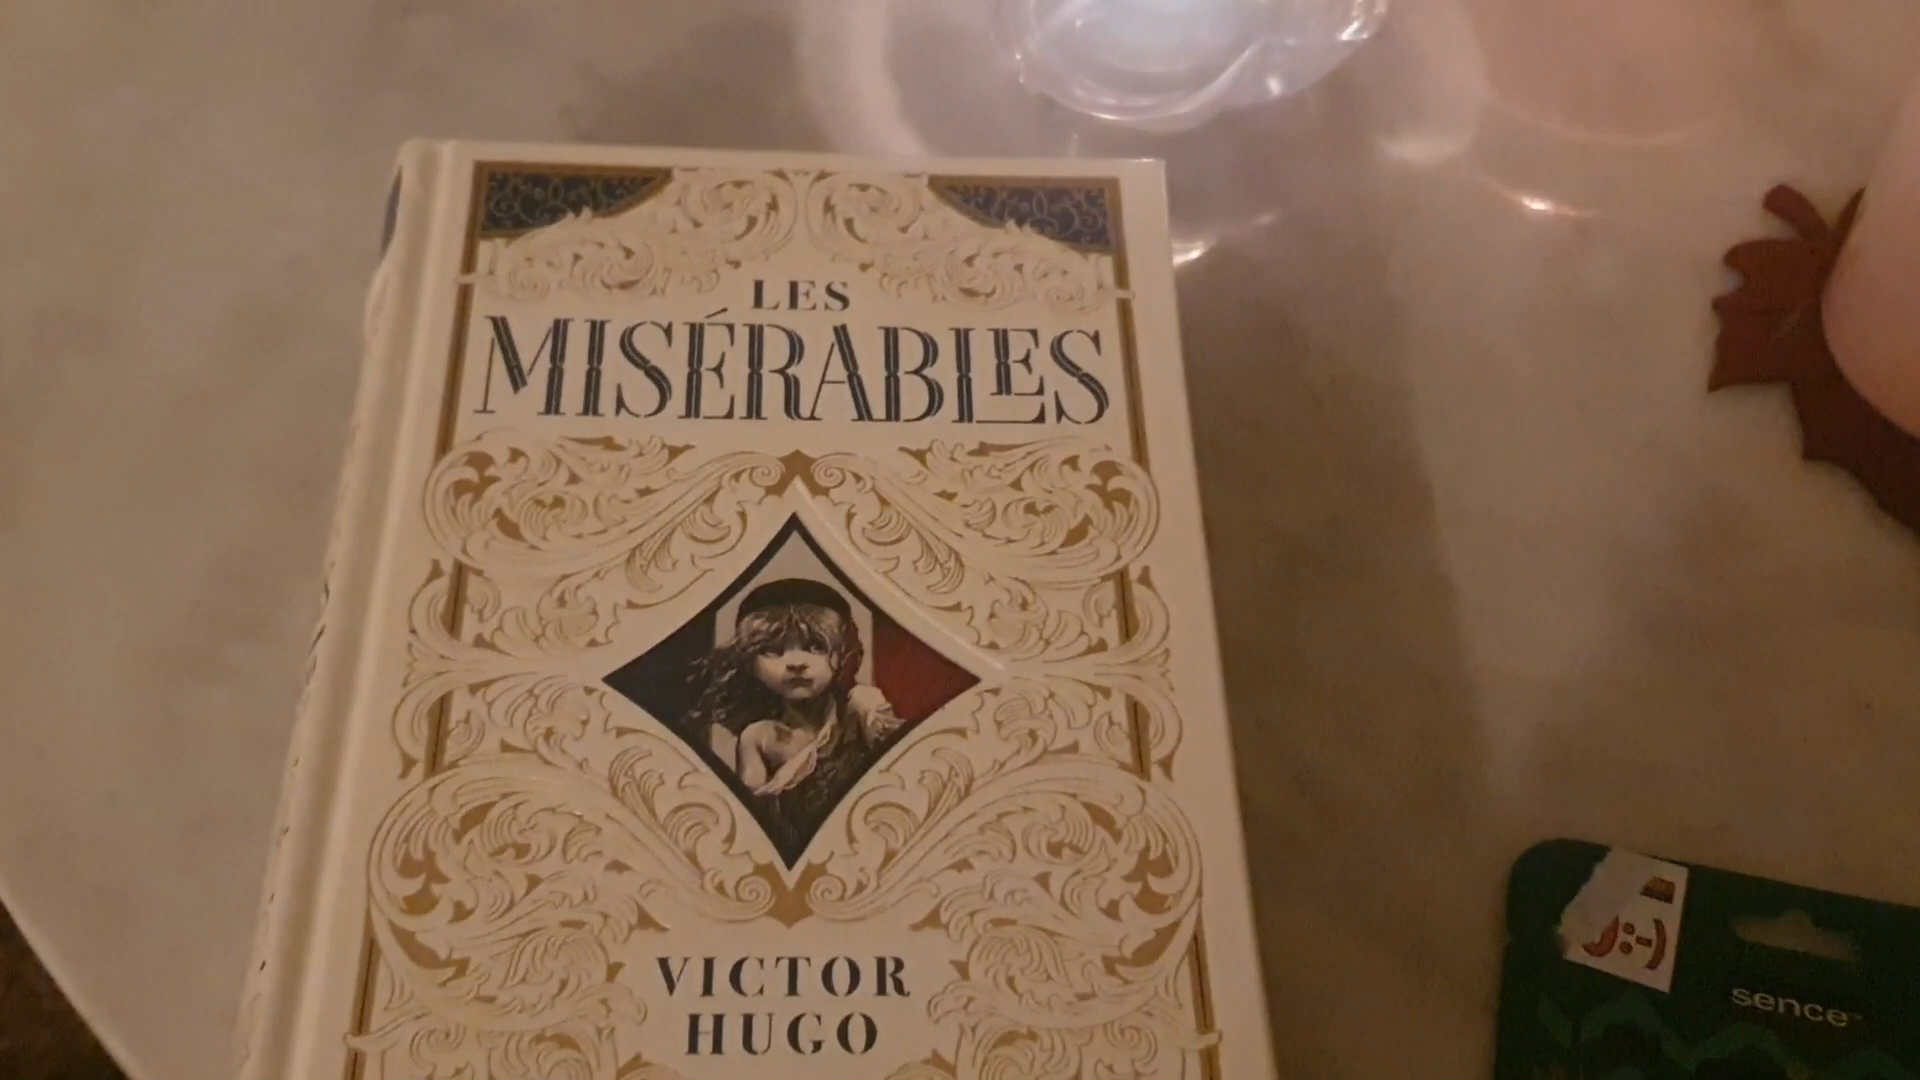 LES
MISÉRABLES
VICTOR
HUGO
:-)
sence